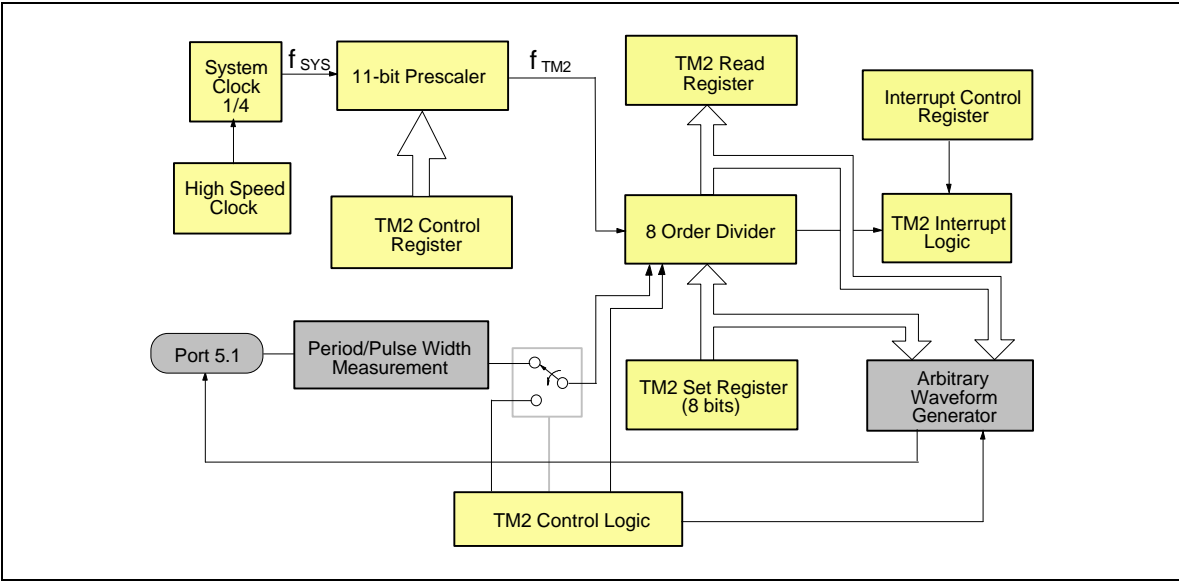 System
Clock
1/4
f SYS
11-bit Prescaler
f TM2
TM2 Read
Register
Interrupt Control
Register
High Speed
Clock
TM2 Control
Register
8 Order Divider
TM2 Interrupt
Logic
Port 5.1
Period/Pulse Width
Measurement
TM2 Set Register
(8 bits)
Arbitrary
Waveform
Generator
TM2 Control Logic